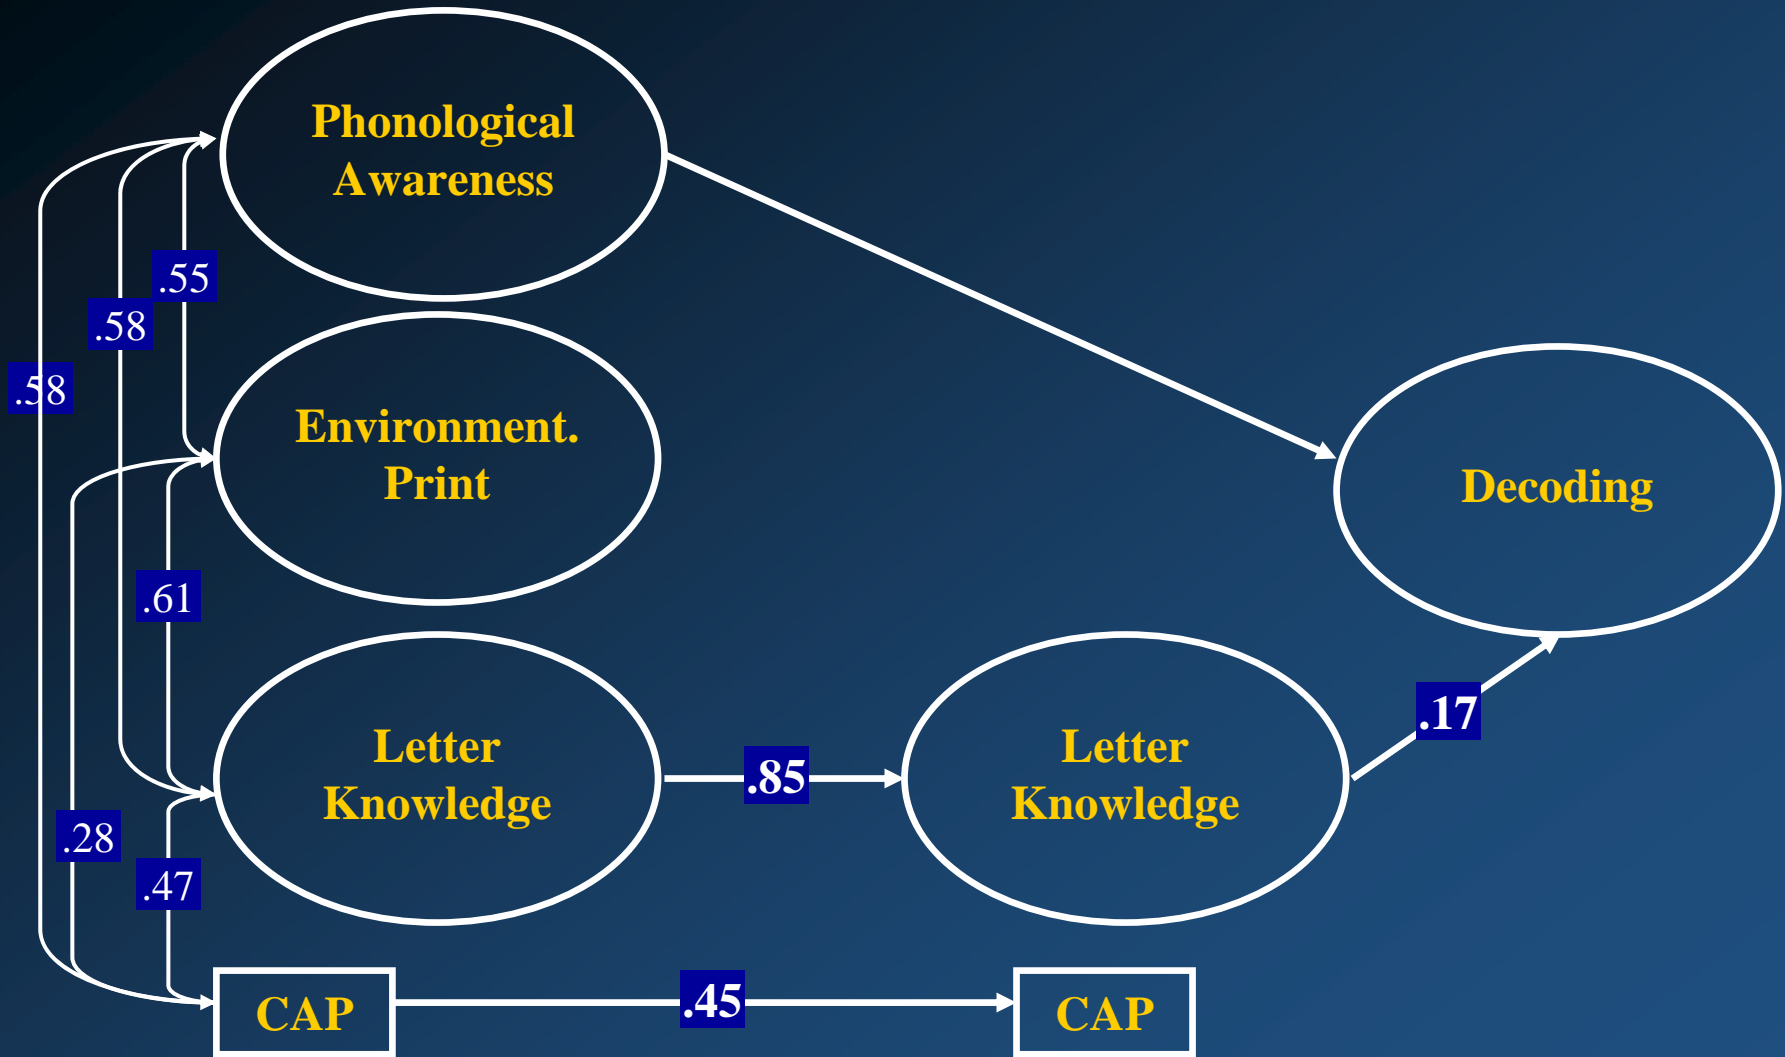 Phonological
Awareness
.55
.58
.58
Environment.
Print
Decoding
.61
.17
Letter
Knowledge
.85
Letter
Knowledge
.28
.47
CAP
.45
CAP